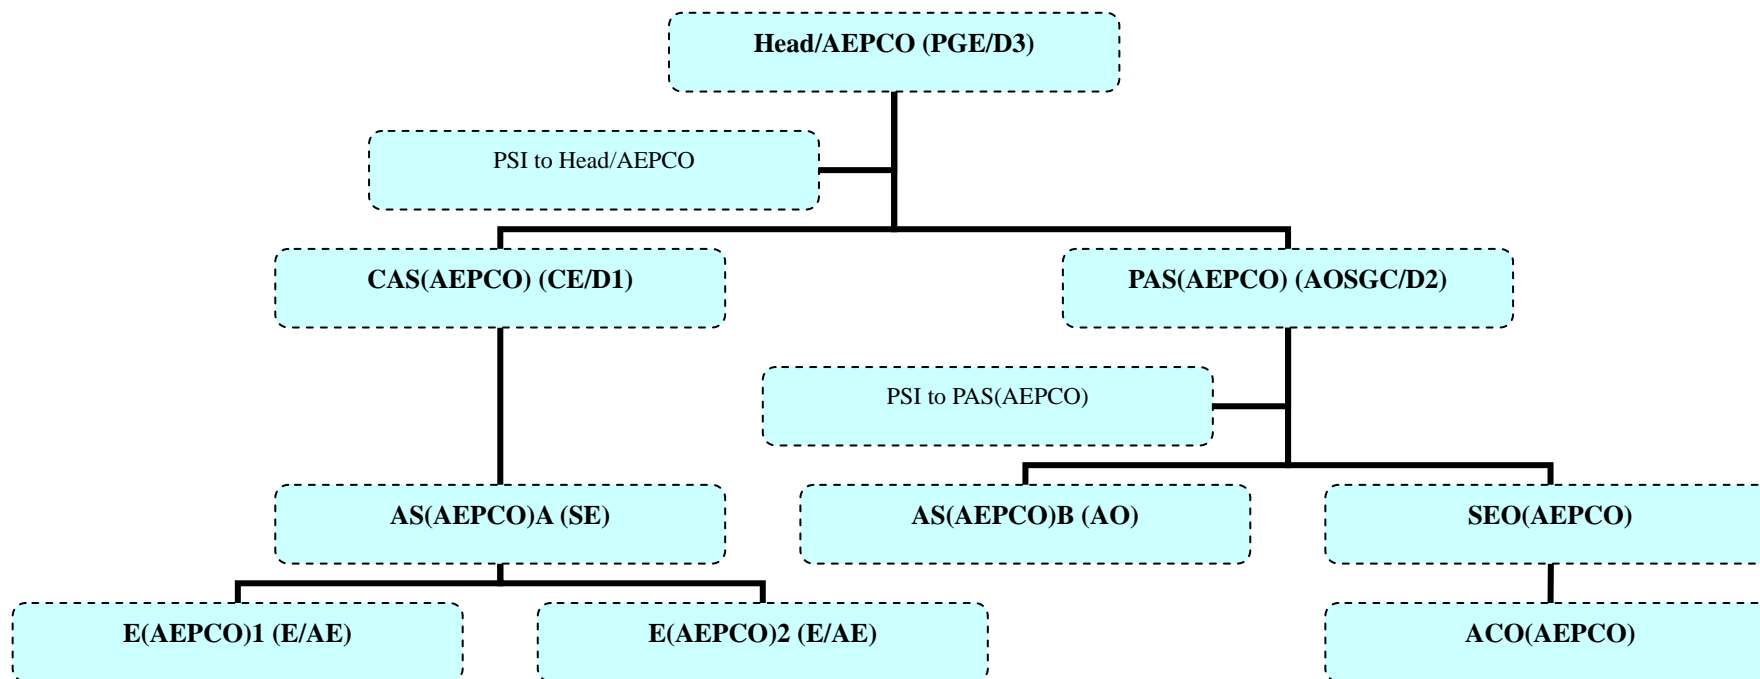 Head/AEPCO (PGE/D3)
PSI to Head/AEPCO
CAS(AEPCO) (CE/D1)
PAS(AEPCO) (AOSGC/D2)
PSI to PAS(AEPCO)
AS(AEPCO)A (SE)
AS(AEPCO)B (AO)
SEO(AEPCO)
E(AEPCO)1 (E/AE)
E(AEPCO)2 (E/AE)
ACO(AEPCO)